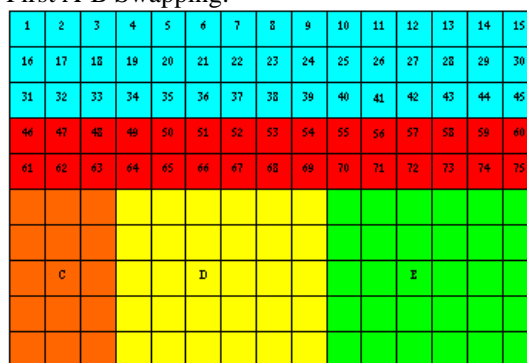 First A-B Swapping:
1 2 3 4 5 6 7 8 9 10 11 12 13 14 15
16 17 18 19 20 21 22 23 24 25 26 27 28 29 30
31 32 33 34 35 36 37 38 39 40 41 42 43 44 45
46 47 48 49 50 51 52 53 54 55 56 57 58 59 60
61 62 63 64 65 66 67 68 69 70 71 72 73 74 75
C D E